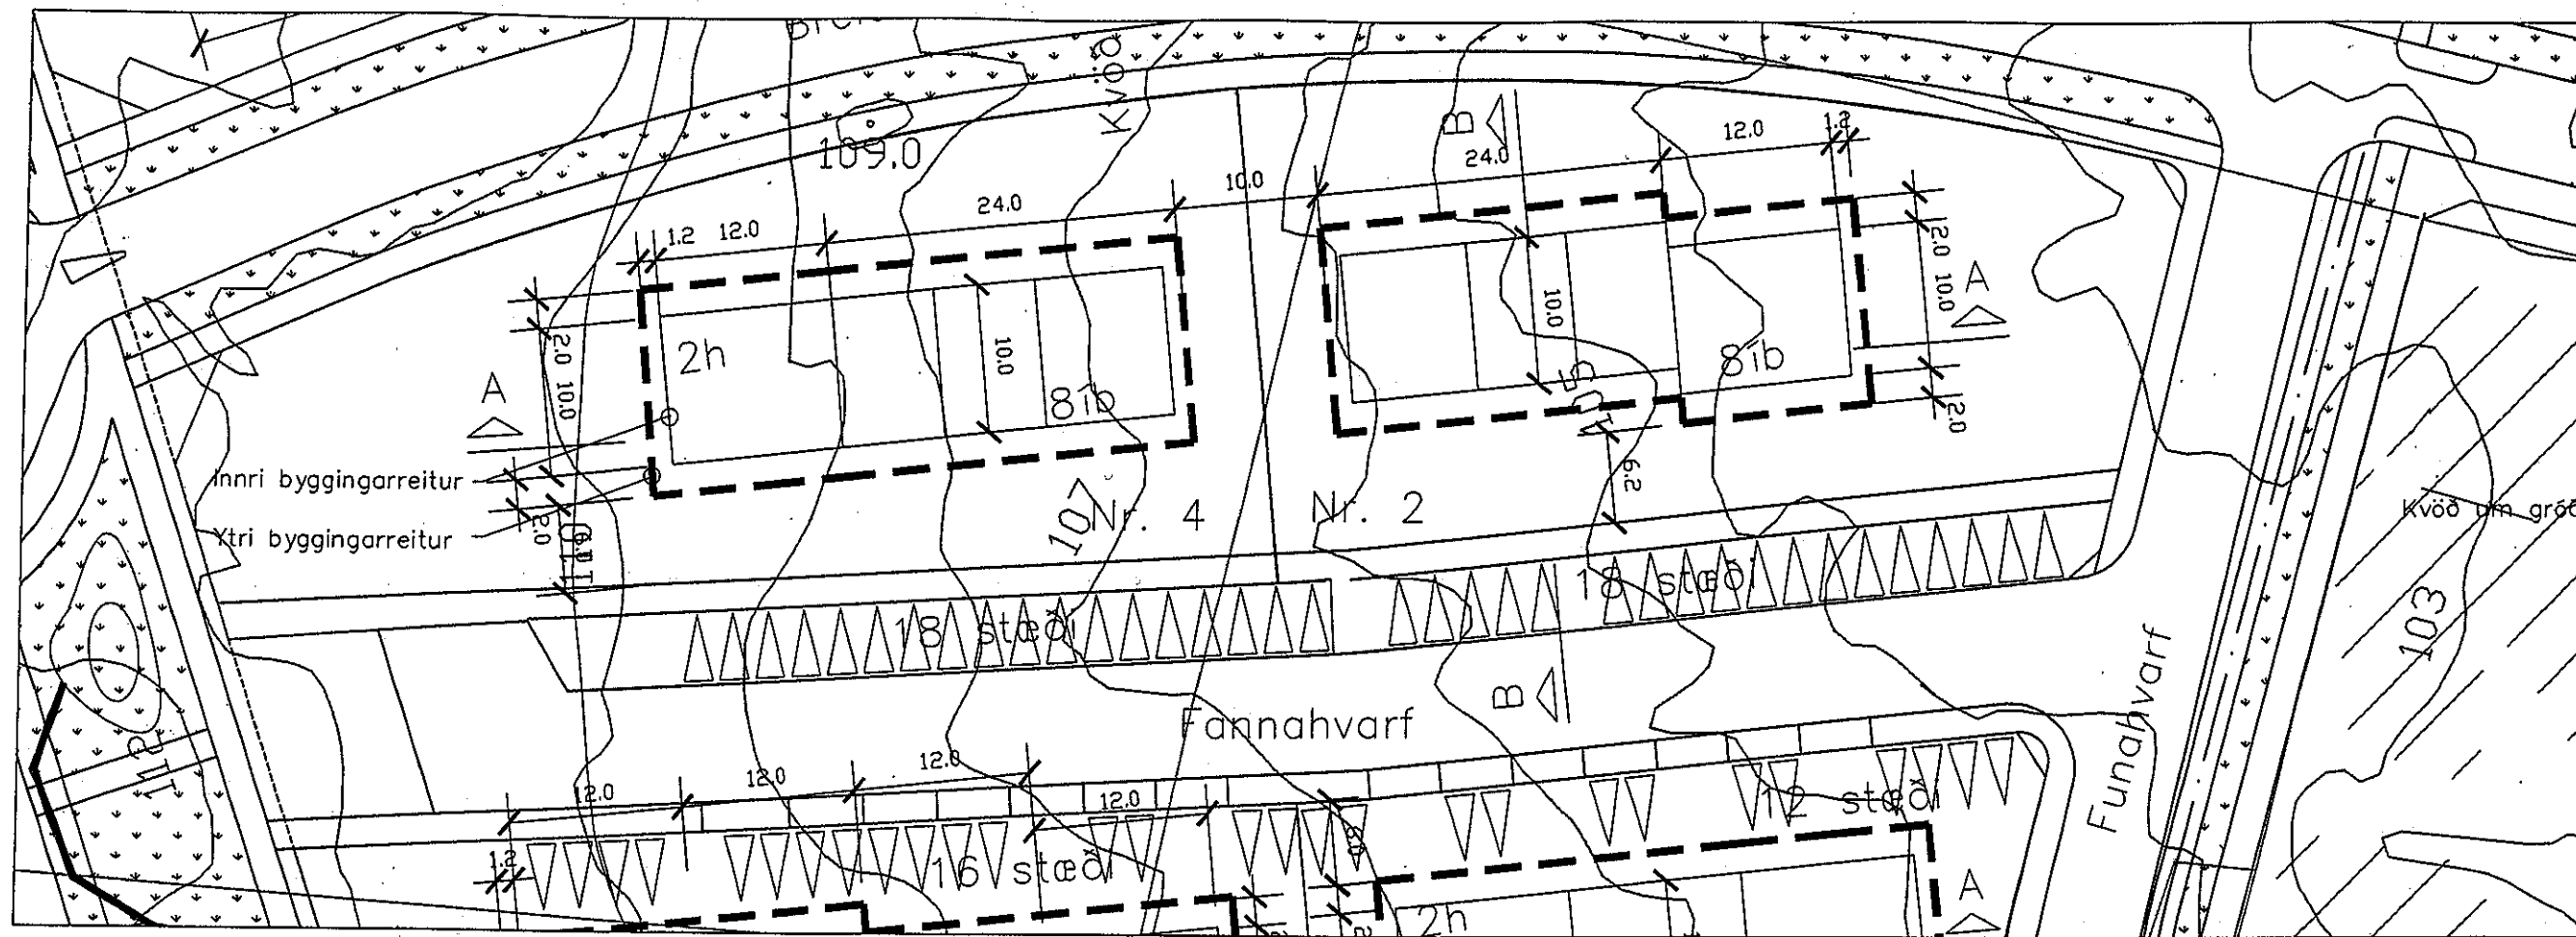 Kvöð
109.0
B
24.0
12.0
1.2
10.0
24.0
1.2
12.0
2.0
10.0
A
2.0
2h
10.0
8íb
10.0
8íb
A
2.0
10.0
2.0
Innri byggingarreitur
Ytri byggingarreitur
2.0
6.2
107
Nr. 4
Nr. 2
Kvöð um gróð
18 stæði
18 stæði
103
B
Fannahvarf
Funahvarf
112
12.0
12.0
12.0
12.0
12 stæði
1.2
16 stæði
A
2h